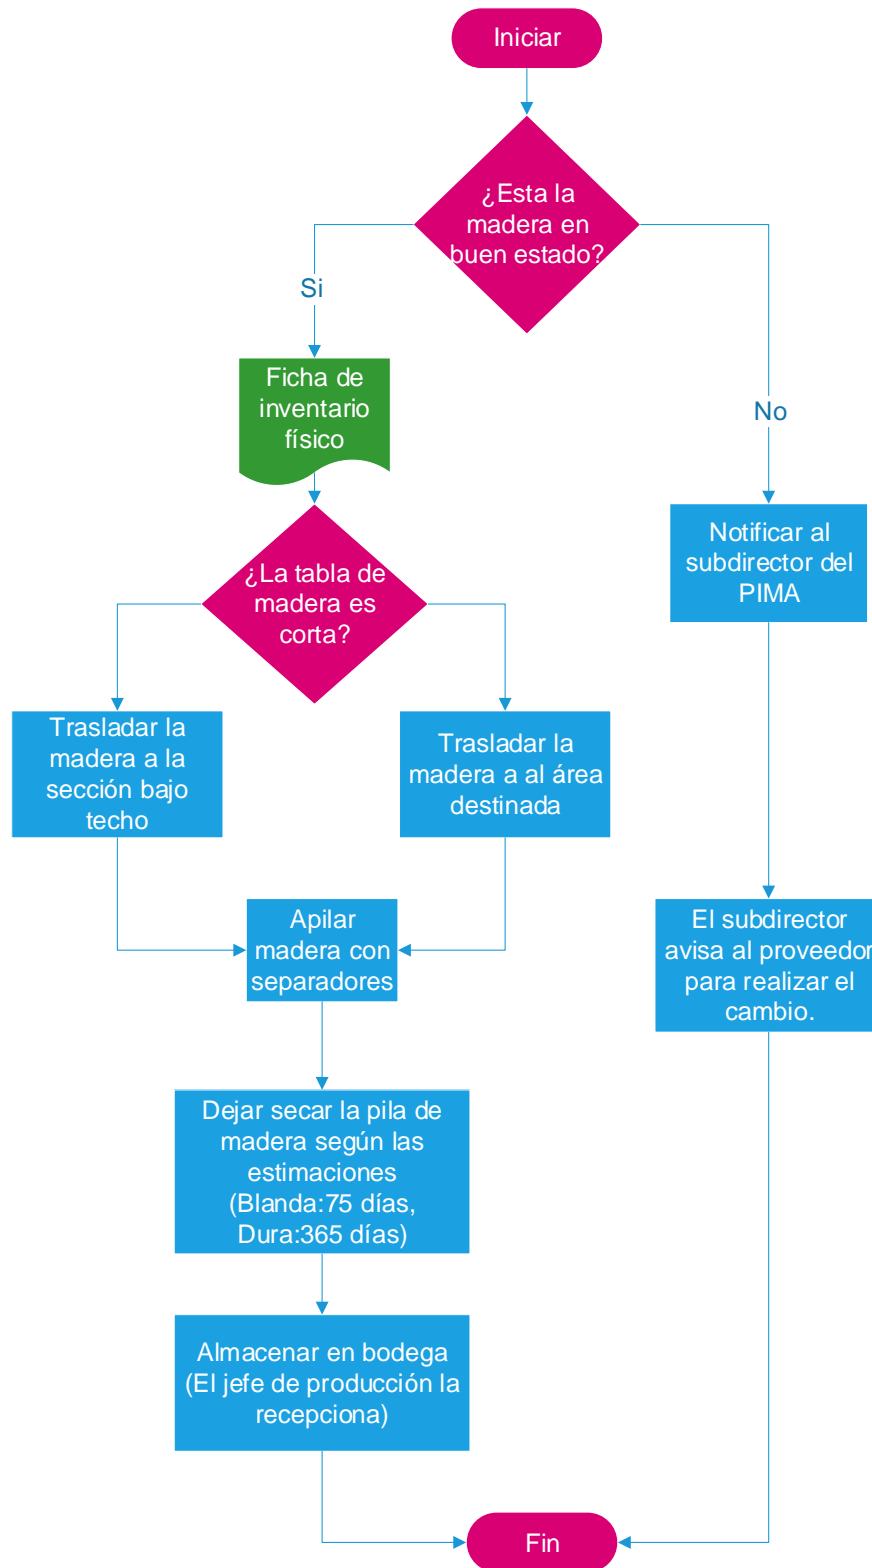 Iniciar
¿Esta la
madera en
buen estado?
Si
No
Ficha de
inventario
físico
Notificar al
subdirector del
PIMA
¿La tabla de
madera es
corta?
Trasladar la
madera a la
sección bajo
techo
Trasladar la
madera a al área
destinada
Apilar
madera con
separadores
El subdirector
avisa al proveedor
para realizar el
cambio.
Dejar secar la pila de
madera según las
estimaciones
(Blanda:75 días,
Dura:365 días)
Almacenar en bodega
(El jefe de producción la
recepciona)
Fin